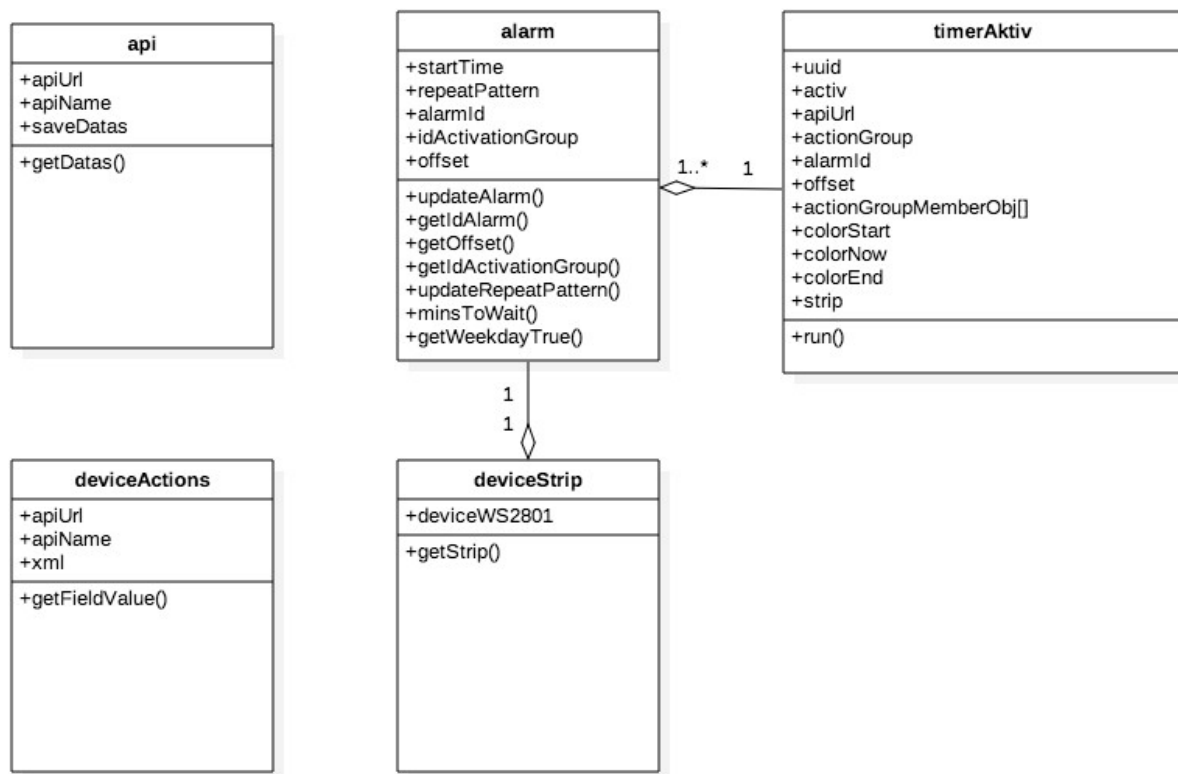 api
+apiUrl
+apiName
+saveDatas
+getDatas()
alarm
+startTime
+repeatPattern
+alarmId
+idActivationGroup
+offset
+updateAlarm()
+getIdAlarm()
+getOffset()
+getIdActivationGroup()
+updateRepeatPattern()
+minsToWait()
+getWeekdayTrue()
1..*
1
timerAktiv
+uuid
+activ
+apiUrl
+actionGroup
+alarmId
+offset
+actionGroupMemberObj[]
+colorStart
+colorNow
+colorEnd
+strip
+run()
1
1
deviceActions
+apiUrl
+apiName
+xml
+getFieldValue()
deviceStrip
+deviceWS2801
+getStrip()